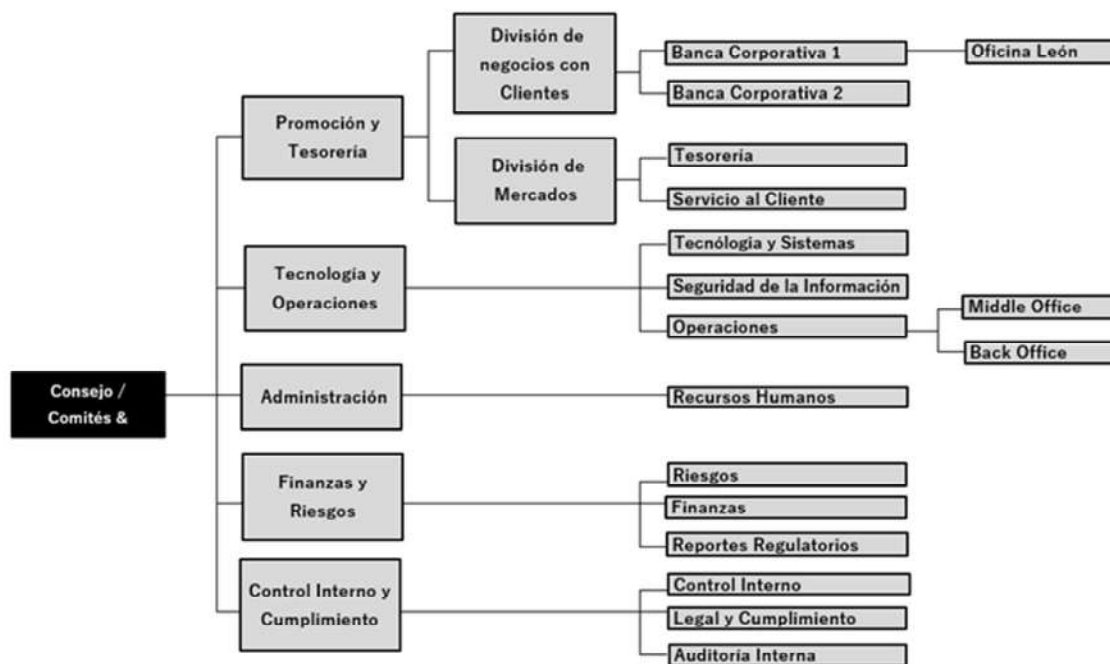 División de
negocios con
Clientes
Banca Corporativa 1
Oficina León
Banca Corporativa 2
Promoción y
Tesorería
División de
Mercados
Tesorería
Servicio al Cliente
Tecnología y
Operaciones
Tecnólogia y Sistemas
Seguridad de la Información
Operaciones
Middle Office
Back Office
Consejo /
Comités &
Administración
Recursos Humanos
Finanzas y
Riesgos
Riesgos
Finanzas
Reportes Regulatorios
Control Interno y
Cumplimiento
Control Interno
Legal y Cumplimiento
Auditoría Interna